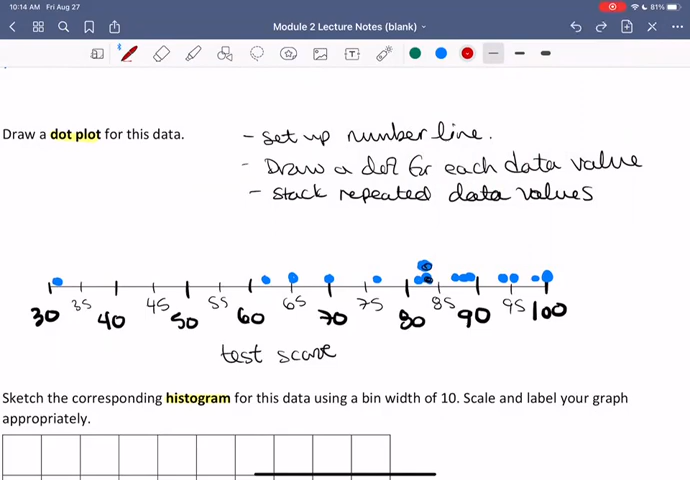 10:14 AM Fri Aug 27
81%
Module 2 Lecture Notes (blank)
Draw a dot plot for this data.
- Set up number line.
- Draw a dot for each data value
- Stack repeated data values
30 35 40 45 50 55 60 65 70 75 80 85 90 95 100
test score
Sketch the corresponding histogram for this data using a bin width of 10. Scale and label your graph
appropriately.